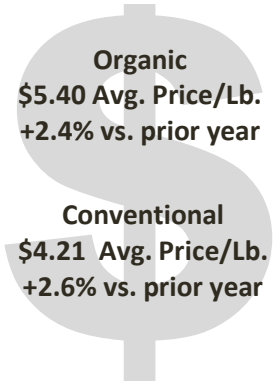 Organic
$5.40 Avg. Price/Lb.
+2.4% vs. prior year
Conventional
$4.21 Avg. Price/Lb.
+2.6% vs. prior year